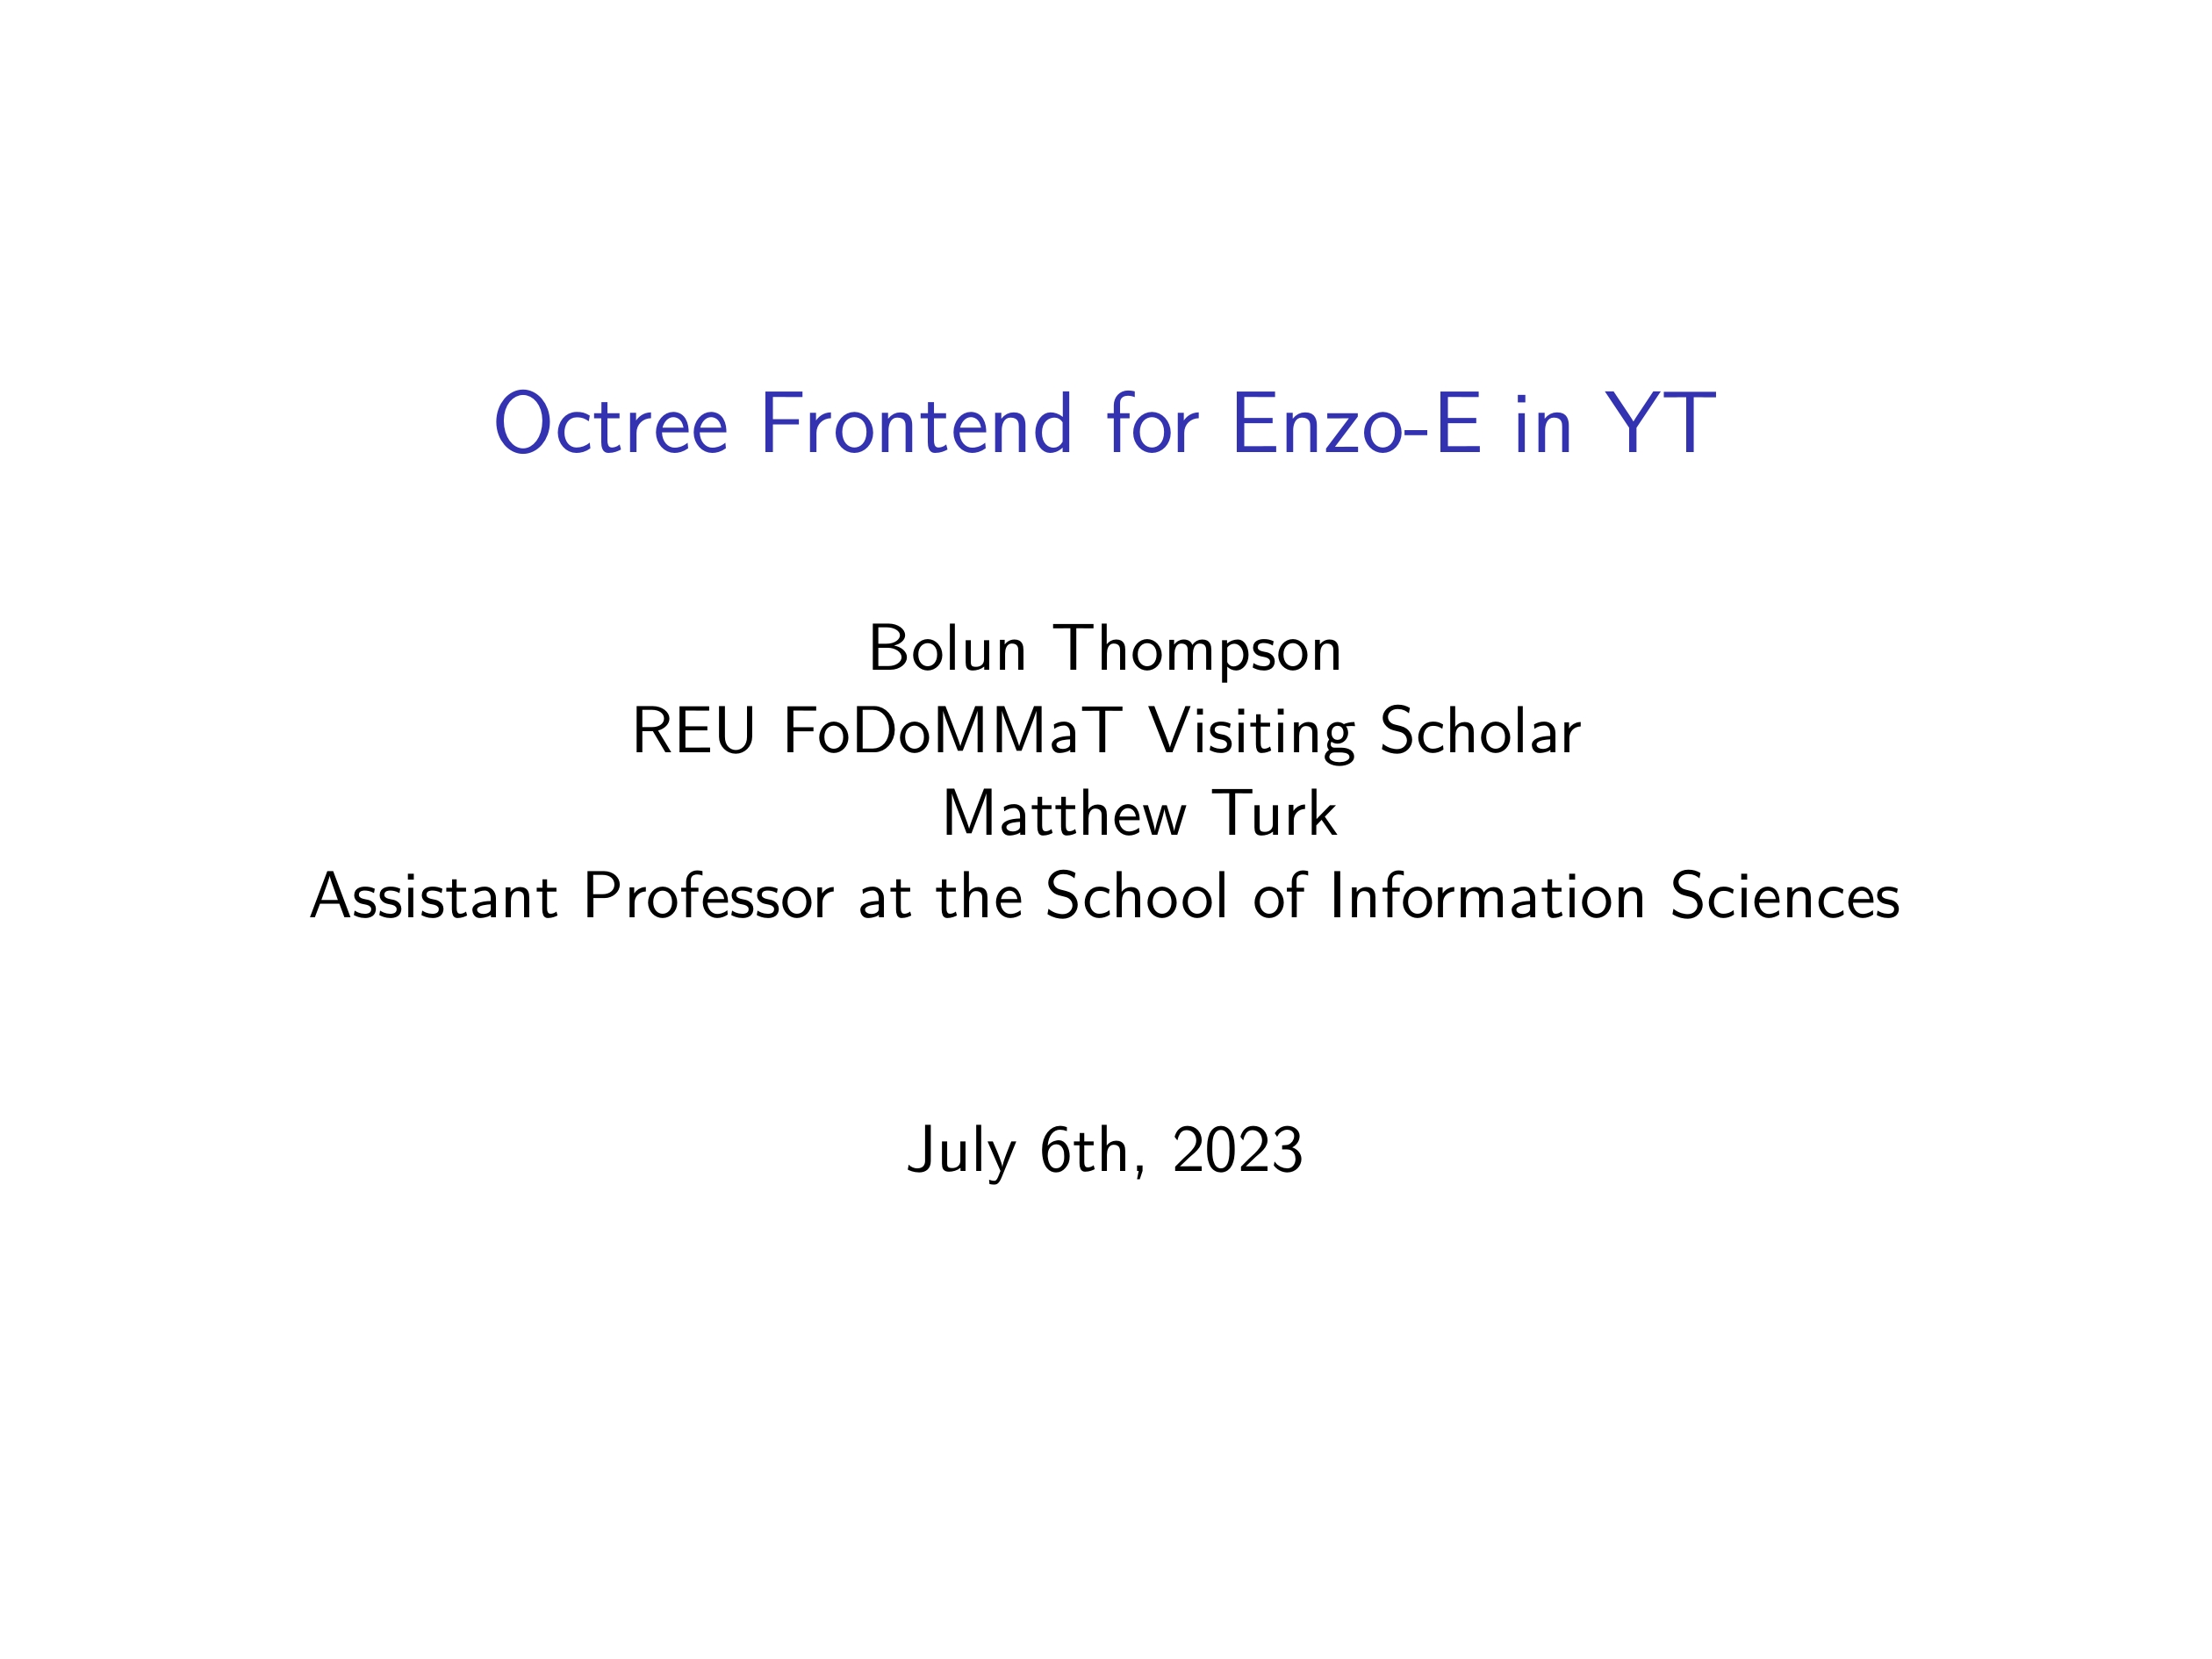 Octree Frontend for Enzo-E in YT
Bolun Thompson
REU FoDoMMaT Visiting Scholar
Matthew Turk
Assistant Professor at the School of Information Sciences
July 6th, 2023